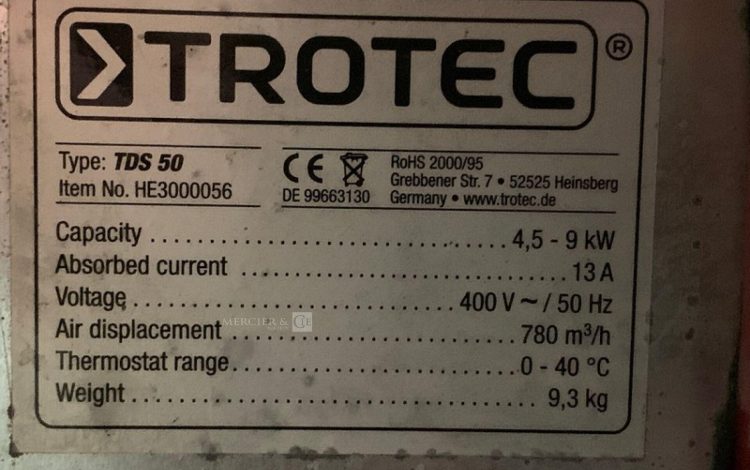 TROTEC®
Type: TDS 50
Item No. HE3000056
CE
DE 99663130
RoHS 2000/95
Grebbener Str. 7 • 52525 Heinsberg
Germany • www.trotec.de
Capacity 4,5 - 9 kW
Absorbed current 13 A
Voltage 400 V ~ / 50 Hz
MERCIER &
Air displacement 780 m³/h
Thermostat range 0 - 40 °C
Weight 9,3 kg